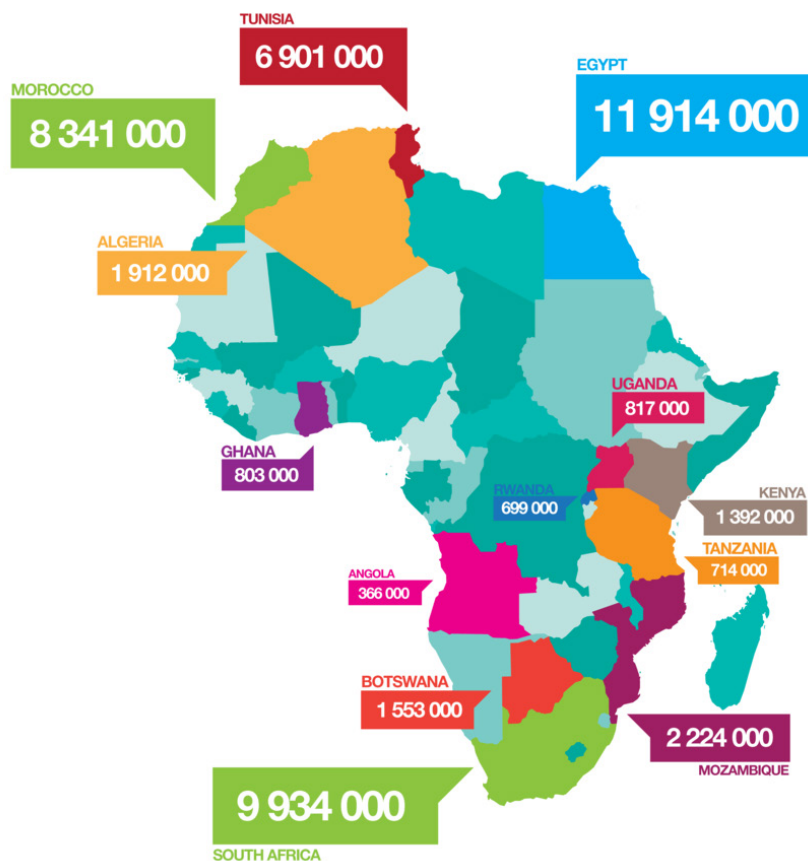 TUNISIA
6 901 000
MOROCCO
8 341 000
EGYPT
11 914 000
ALGERIA
1 912 000
UGANDA
817 000
GHANA
803 000
RWANDA
699 000
KENYA
1 392 000
TANZANIA
714 000
ANGOLA
366 000
BOTSWANA
1 553 000
2 224 000
MOZAMBIQUE
9 934 000
SOUTH AFRICA